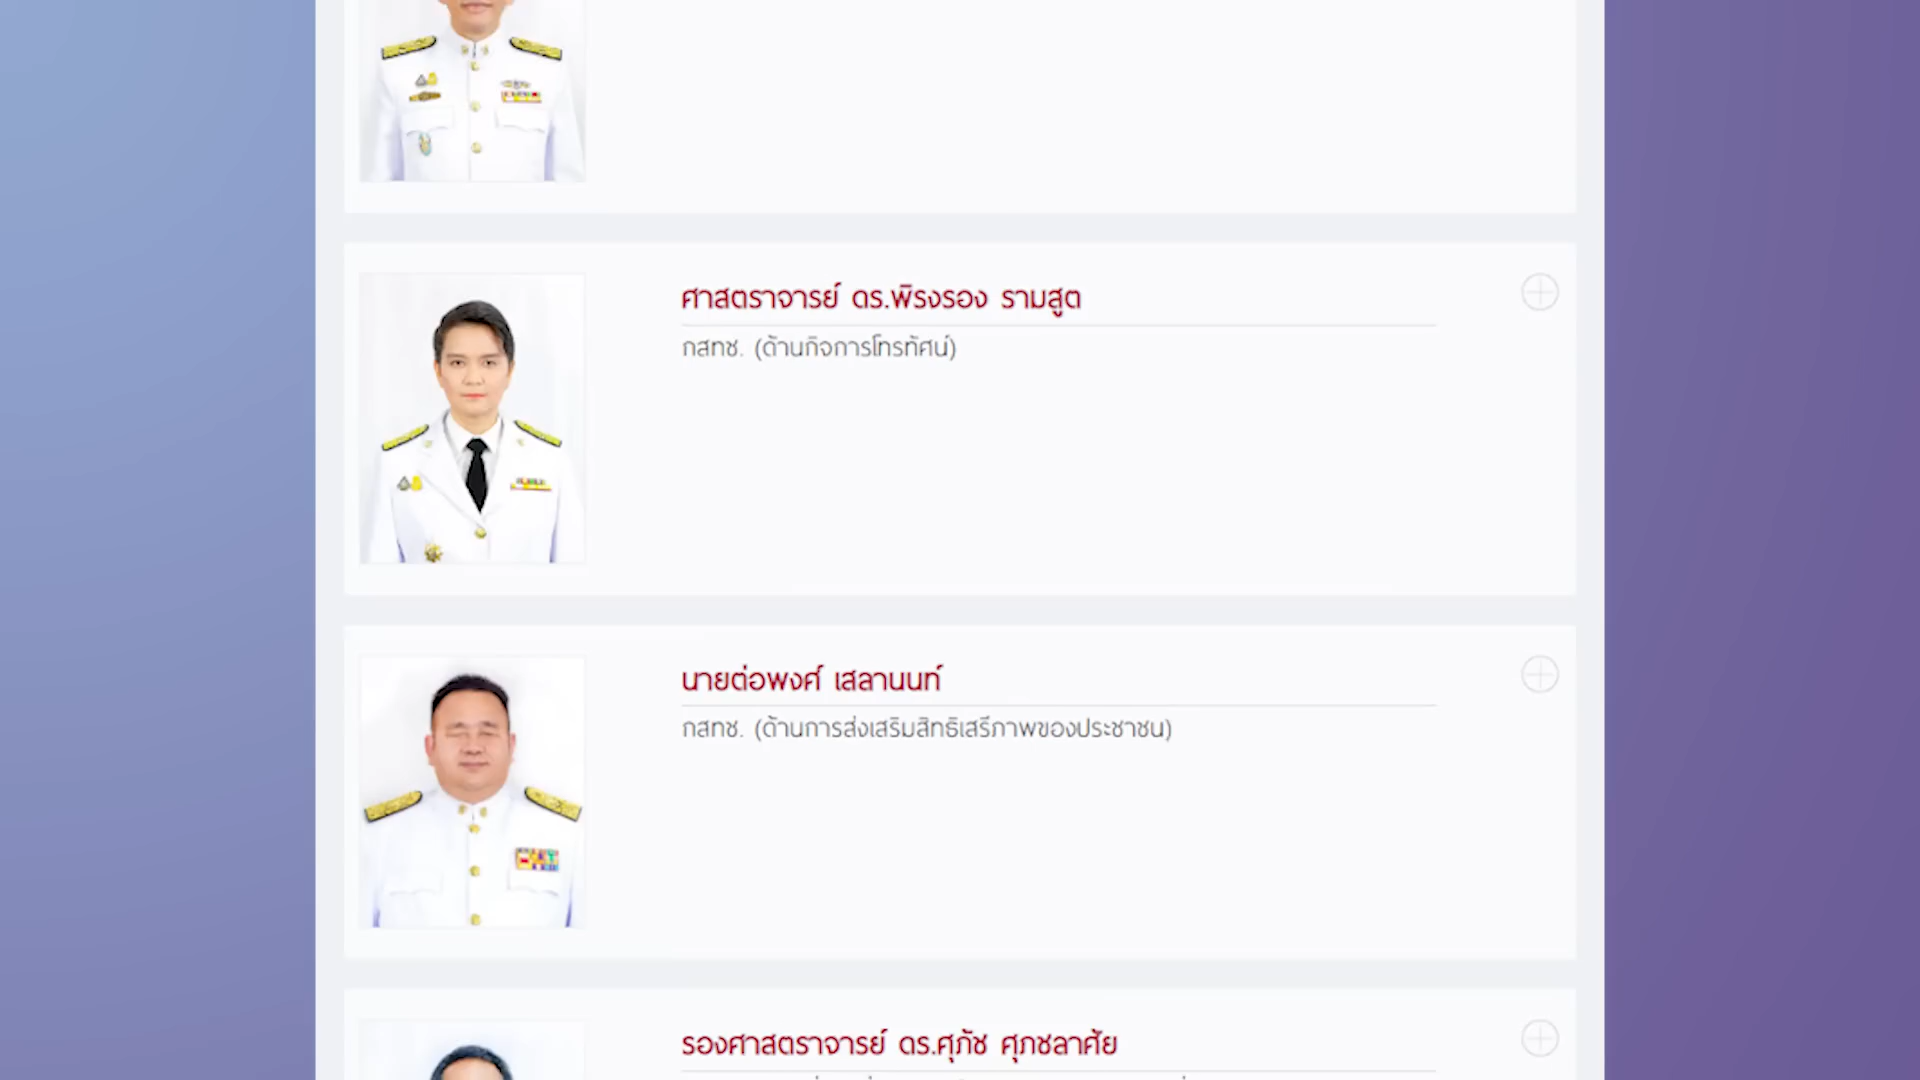 ศาสตราจารย์ ดร.พิรงรอง รามสูต
กสทช. (ด้านกิจการโทรทัศน์)
นายต่อพงศ์ เสลานนท์
กสทช. (ด้านการส่งเสริมสิทธิเสรีภาพของประชาชน)
รองศาสตราจารย์ ดร.ศุภัช ศุภชลาศัย